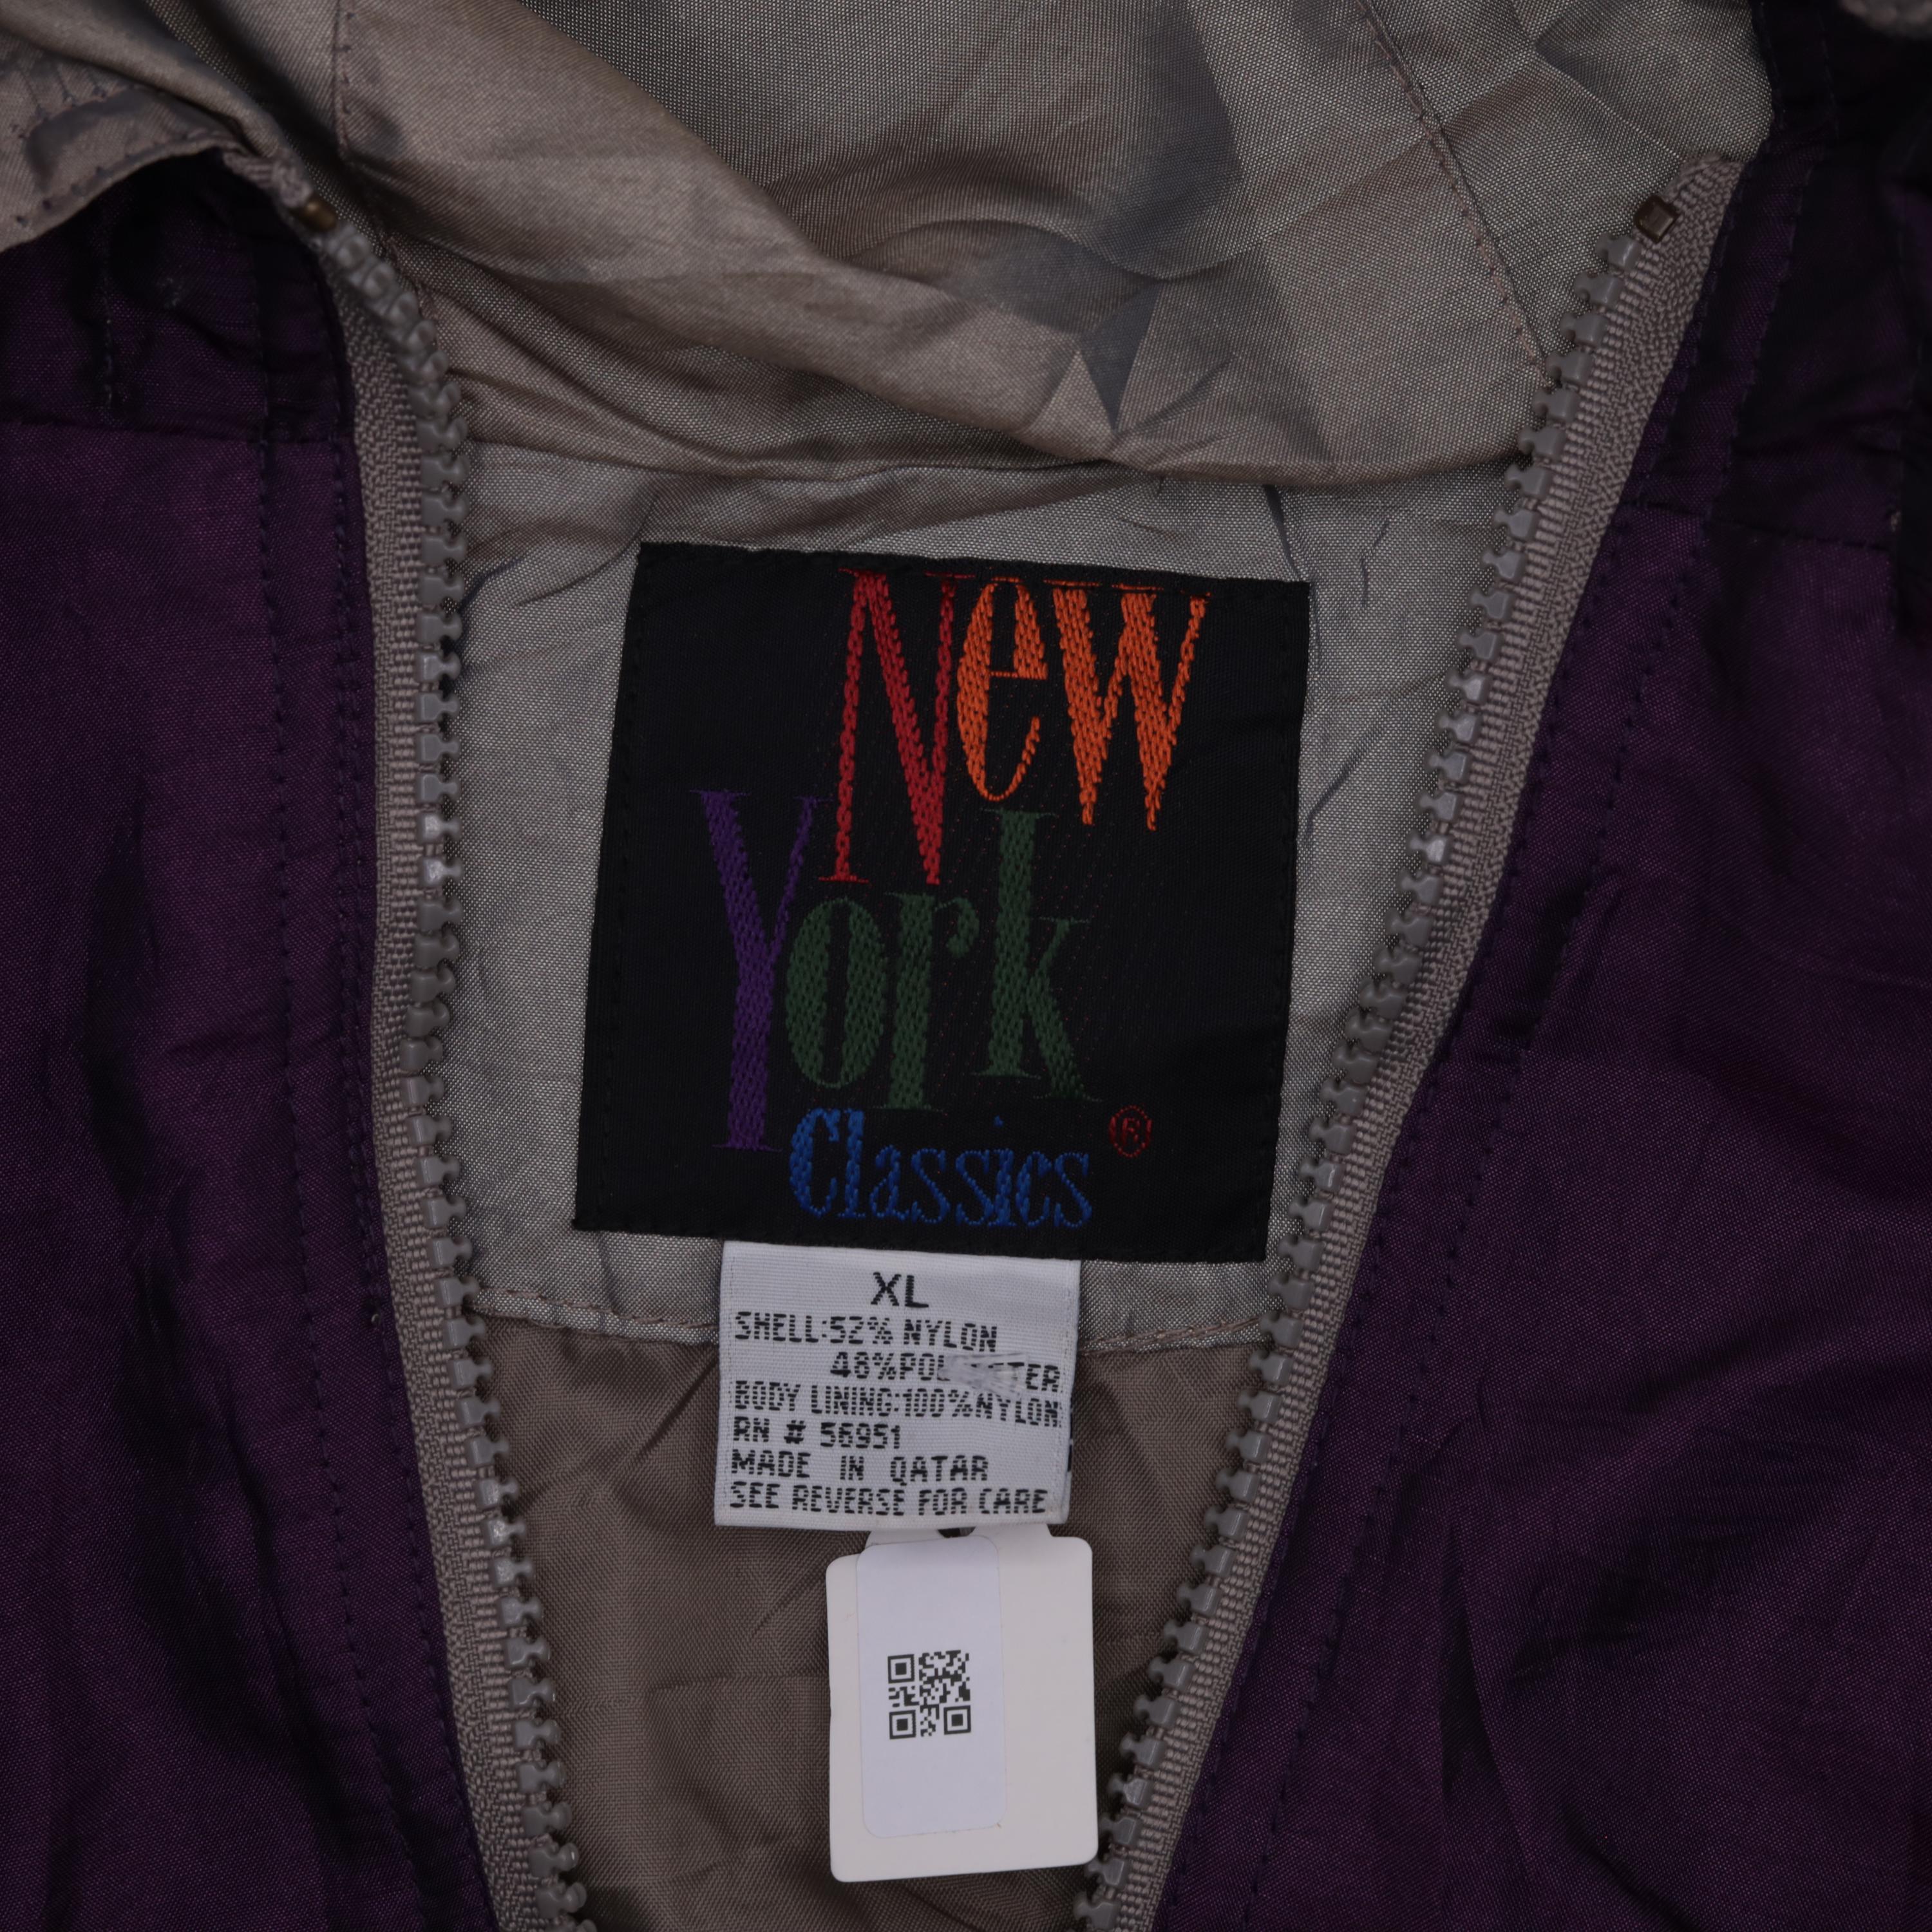 New
York
Classics ®
XL
SHELL:52% NYLON
48%
BODY LINING:100%NYLON
RN # 56951
MADE IN QATAR
SEE REVERSE FOR CARE